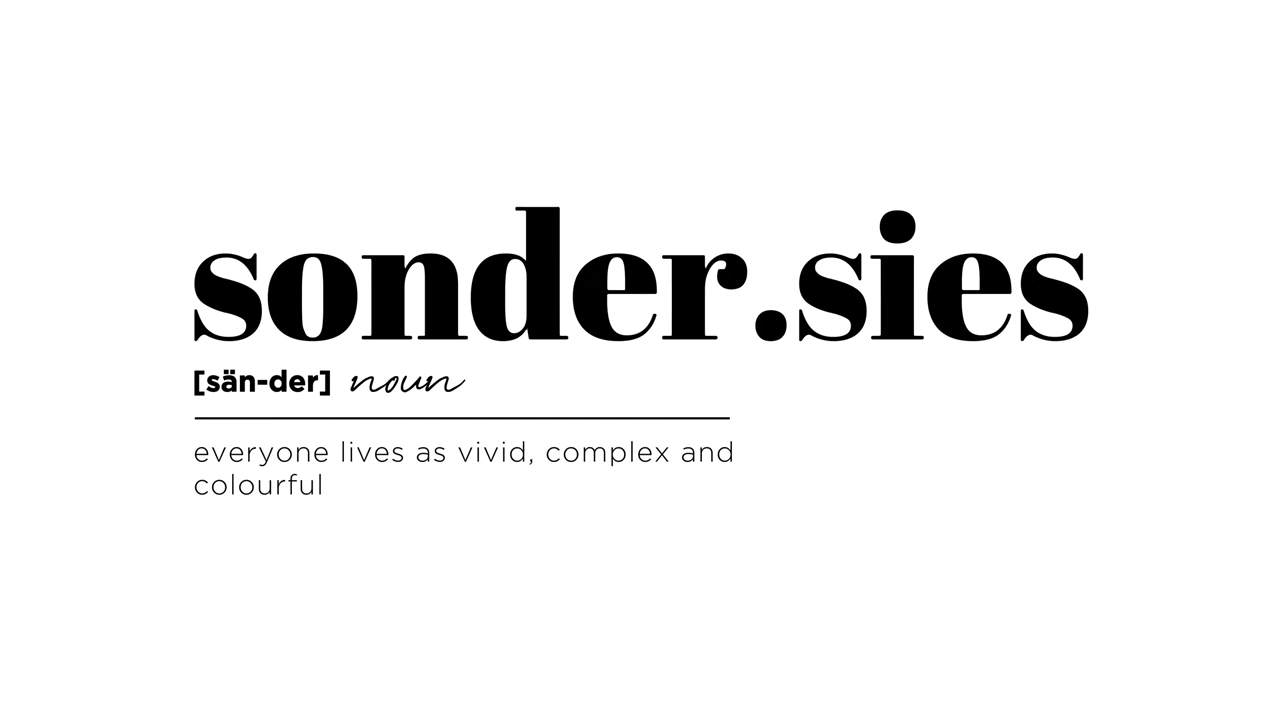 sonder.sies
[sän-der] noun
everyone lives as vivid, complex and
colourful